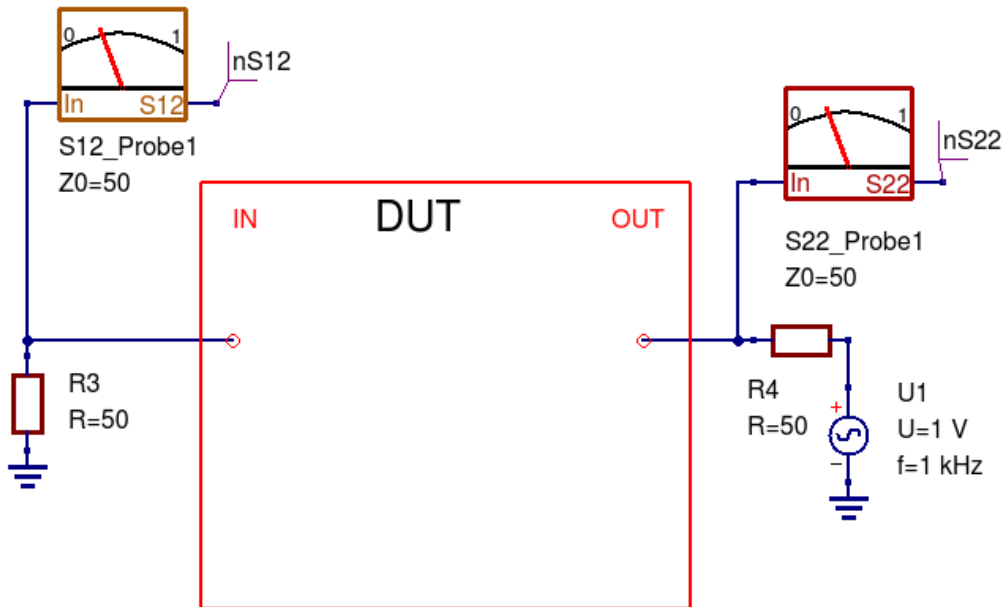 0 1
In S12
nS12
S12_Probe1
Z0=50
0 1
In S22
nS22
S22_Probe1
Z0=50
IN
DUT
OUT
R3
R=50
R4
R=50
+
−
U1
U=1 V
f=1 kHz